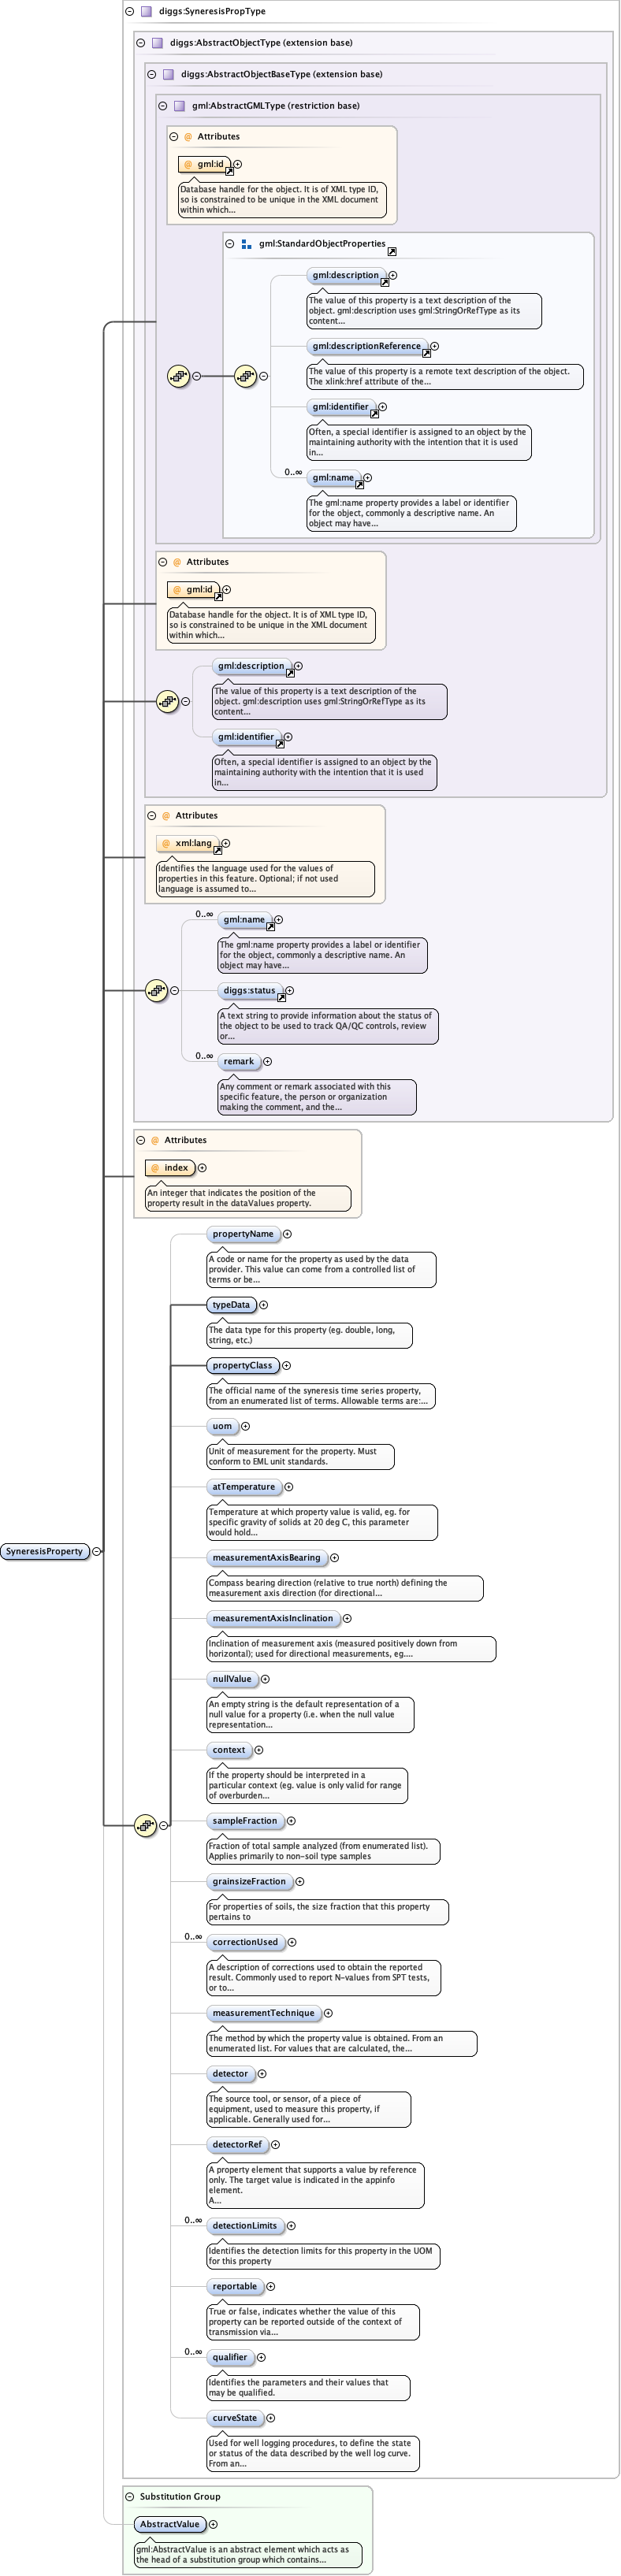 diggs:SyneresisPropType
diggs:AbstractObjectType (extension base)
diggs:AbstractObjectBaseType (extension base)
gml:AbstractGMLType (restriction base)
@ Attributes
@ gml:id
Database handle for the object. It is of XML type ID,
so is constrained to be unique in the XML document
within which...
gml:StandardObjectProperties
gml:description
The value of this property is a text description of the
object. gml:description uses gml:StringOrRefType as its
content...
gml:descriptionReference
The value of this property is a remote text description of the object.
The xlink:href attribute of the...
gml:identifier
Often, a special identifier is assigned to an object by the
maintaining authority with the intention that it is used
in...
0..∞
gml:name
The gml:name property provides a label or identifier
for the object, commonly a descriptive name. An
object may have...
@ Attributes
@ gml:id
Database handle for the object. It is of XML type ID,
so is constrained to be unique in the XML document
within which...
gml:description
The value of this property is a text description of the
object. gml:description uses gml:StringOrRefType as its
content...
gml:identifier
Often, a special identifier is assigned to an object by the
maintaining authority with the intention that it is used
in...
@ Attributes
@ xml:lang
Identifies the language used for the values of
properties in this feature. Optional; if not used
language is assumed to...
0..∞
gml:name
The gml:name property provides a label or identifier
for the object, commonly a descriptive name. An
object may have...
diggs:status
A text string to provide information about the status of
the object to be used to track QA/QC controls, review
or...
0..∞
remark
Any comment or remark associated with this
specific feature, the person or organization
making the comment, and the...
@ Attributes
@ index
An integer that indicates the position of the
property result in the dataValues property.
propertyName
A code or name for the property as used by the data
provider. This value can come from a controlled list of
terms or be...
typeData
The data type for this property (eg. double, long,
string, etc.)
propertyClass
The official name of the syneresis time series property,
from an enumerated list of terms. Allowable terms are:...
uom
Unit of measurement for the property. Must
conform to EML unit standards.
atTemperature
Temperature at which property value is valid, eg. for
specific gravity of solids at 20 deg C, this parameter
would hold...
SyneresisProperty
measurementAxisBearing
Compass bearing direction (relative to true north) defining the
measurement axis direction (for directional...
measurementAxisInclination
Inclination of measurement axis (measured positively down from
horizontal); used for directional measurements, eg....
nullValue
An empty string is the default representation of a
null value for a property (i.e. when the null value
representation...
context
If the property should be interpreted in a
particular context (eg. value is only valid for range
of overburden...
sampleFraction
Fraction of total sample analyzed (from enumerated list).
Applies primarily to non-soil type samples
grainsizeFraction
For properties of soils, the size fraction that this property
pertains to
0..∞
correctionUsed
A description of corrections used to obtain the reported
result. Commonly used to report N-values from SPT tests,
or to...
measurementTechnique
The method by which the property value is obtained. From an
enumerated list. For values that are calculated, the...
detector
The source tool, or sensor, of a piece of
equipment, used to measure this property, if
applicable. Generally used for...
detectorRef
A property element that supports a value by reference
only. The target value is indicated in the appinfo
element.
A...
0..∞
detectionLimits
Identifies the detection limits for this property in the UOM
for this property
reportable
True or false, indicates whether the value of this
property can be reported outside of the context of
transmission via...
0..∞
qualifier
Identifies the parameters and their values that
may be qualified.
curveState
Used for well logging procedures, to define the state
or status of the data described by the well log curve.
From an...
Substitution Group
AbstractValue
gml:AbstractValue is an abstract element which acts as
the head of a substitution group which contains...